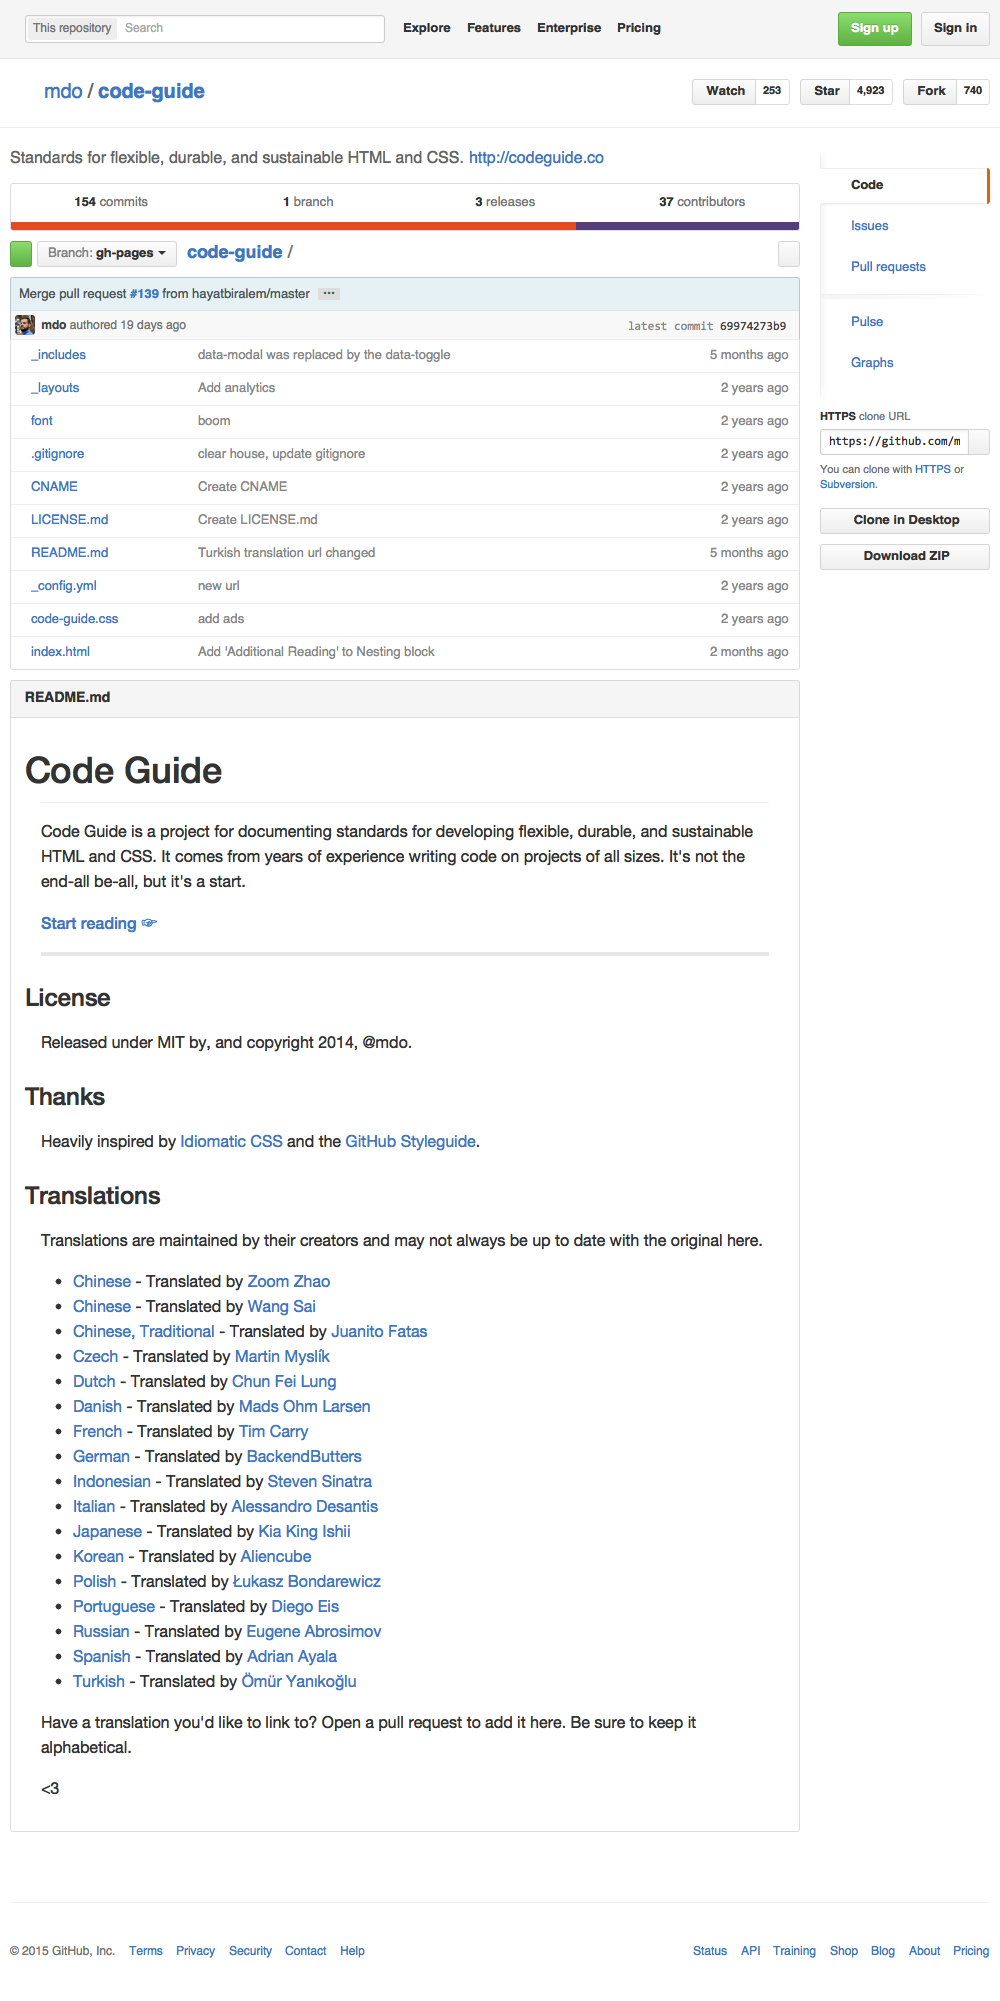 This repository Search Explore Features Enterprise Pricing Sign up Sign in
mdo / code-guide Watch 253 Star 4,923 Fork 740
Standards for flexible, durable, and sustainable HTML and CSS. http://codeguide.co
154 commits 1 branch 3 releases 37 contributors
Branch: gh-pages code-guide /
Merge pull request #139 from hayatbiralem/master ···
mdo authored 19 days ago latest commit 69974273b9
_includes data-modal was replaced by the data-toggle 5 months ago
_layouts Add analytics 2 years ago
font boom 2 years ago
.gitignore clear house, update gitignore 2 years ago
CNAME Create CNAME 2 years ago
LICENSE.md Create LICENSE.md 2 years ago
README.md Turkish translation url changed 5 months ago
_config.yml new url 2 years ago
code-guide.css add ads 2 years ago
index.html Add 'Additional Reading' to Nesting block 2 months ago
Code
Issues
Pull requests
Pulse
Graphs
HTTPS clone URL
https://github.com/m
You can clone with HTTPS or
Subversion.
Clone in Desktop
Download ZIP
README.md
Code Guide
Code Guide is a project for documenting standards for developing flexible, durable, and sustainable
HTML and CSS. It comes from years of experience writing code on projects of all sizes. It's not the
end-all be-all, but it's a start.
Start reading ☞
License
Released under MIT by, and copyright 2014, @mdo.
Thanks
Heavily inspired by Idiomatic CSS and the GitHub Styleguide.
Translations
Translations are maintained by their creators and may not always be up to date with the original here.
• Chinese - Translated by Zoom Zhao
• Chinese - Translated by Wang Sai
• Chinese, Traditional - Translated by Juanito Fatas
• Czech - Translated by Martin Myslík
• Dutch - Translated by Chun Fei Lung
• Danish - Translated by Mads Ohm Larsen
• French - Translated by Tim Carry
• German - Translated by BackendButters
• Indonesian - Translated by Steven Sinatra
• Italian - Translated by Alessandro Desantis
• Japanese - Translated by Kia King Ishii
• Korean - Translated by Aliencube
• Polish - Translated by Łukasz Bondarewicz
• Portuguese - Translated by Diego Eis
• Russian - Translated by Eugene Abrosimov
• Spanish - Translated by Adrian Ayala
• Turkish - Translated by Ömür Yanıkoğlu
Have a translation you'd like to link to? Open a pull request to add it here. Be sure to keep it
alphabetical.
<3
© 2015 GitHub, Inc. Terms Privacy Security Contact Help Status API Training Shop Blog About Pricing